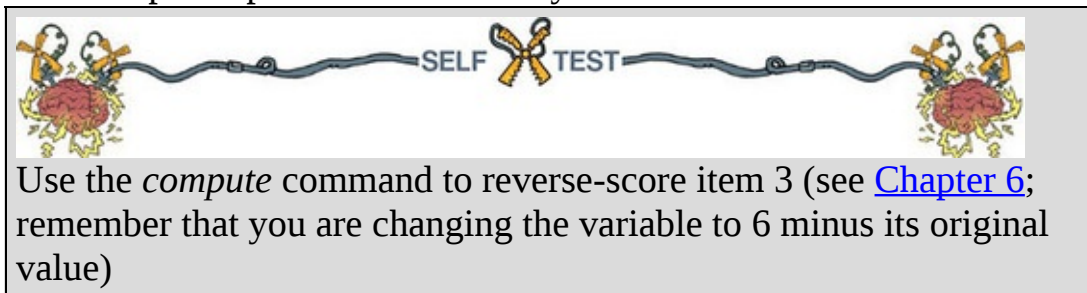 SELF TEST
Use the compute command to reverse-score item 3 (see Chapter 6;
remember that you are changing the variable to 6 minus its original
value)